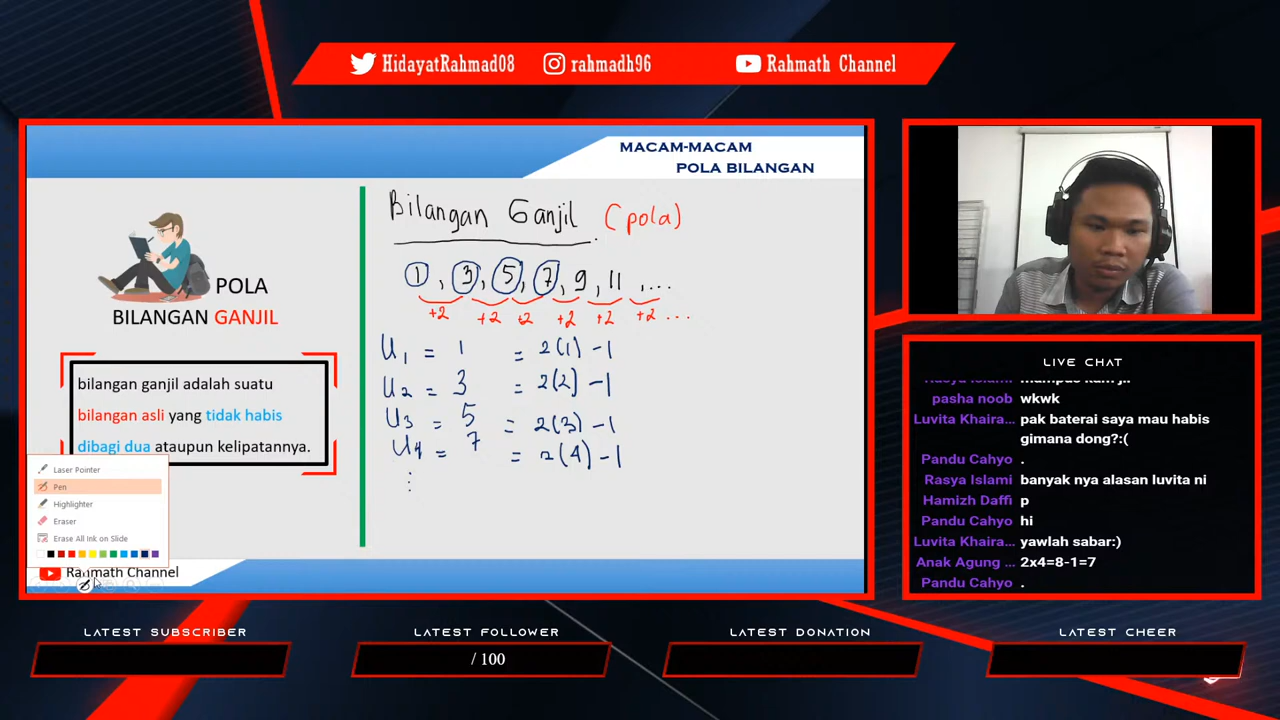 HidayatRahmad08
rahmadh96
Rahmath Channel
MACAM-MACAM
POLA BILANGAN
POLA
BILANGAN GANJIL
bilangan ganjil adalah suatu
bilangan asli yang tidak habis
dibagi dua ataupun kelipatannya.
Laser Pointer
Pen
Highlighter
Eraser
Erase All Ink on Slide
Rahmath Channel
Bilangan Ganjil (pola)
1, 3, 5, 7, 9, 11, ...
+2 +2 +2 +2 +2 +2 ...
U1 = 1 = 2(1) -1
U2 = 3 = 2(2) -1
U3 = 5 = 2(3) -1
U4 = 7 = 2(4) -1
⋮
LIVE CHAT
pasha noob wkwk
Luvita Khaira... pak baterai saya mau habis
gimana dong?:(
Pandu Cahyo .
Rasya Islami banyak nya alasan luvita ni
Hamizh Daffi p
Pandu Cahyo hi
Luvita Khaira... yawlah sabar:)
Anak Agung ... 2x4=8-1=7
Pandu Cahyo .
LATEST SUBSCRIBER
LATEST FOLLOWER
/ 100
LATEST DONATION
LATEST CHEER